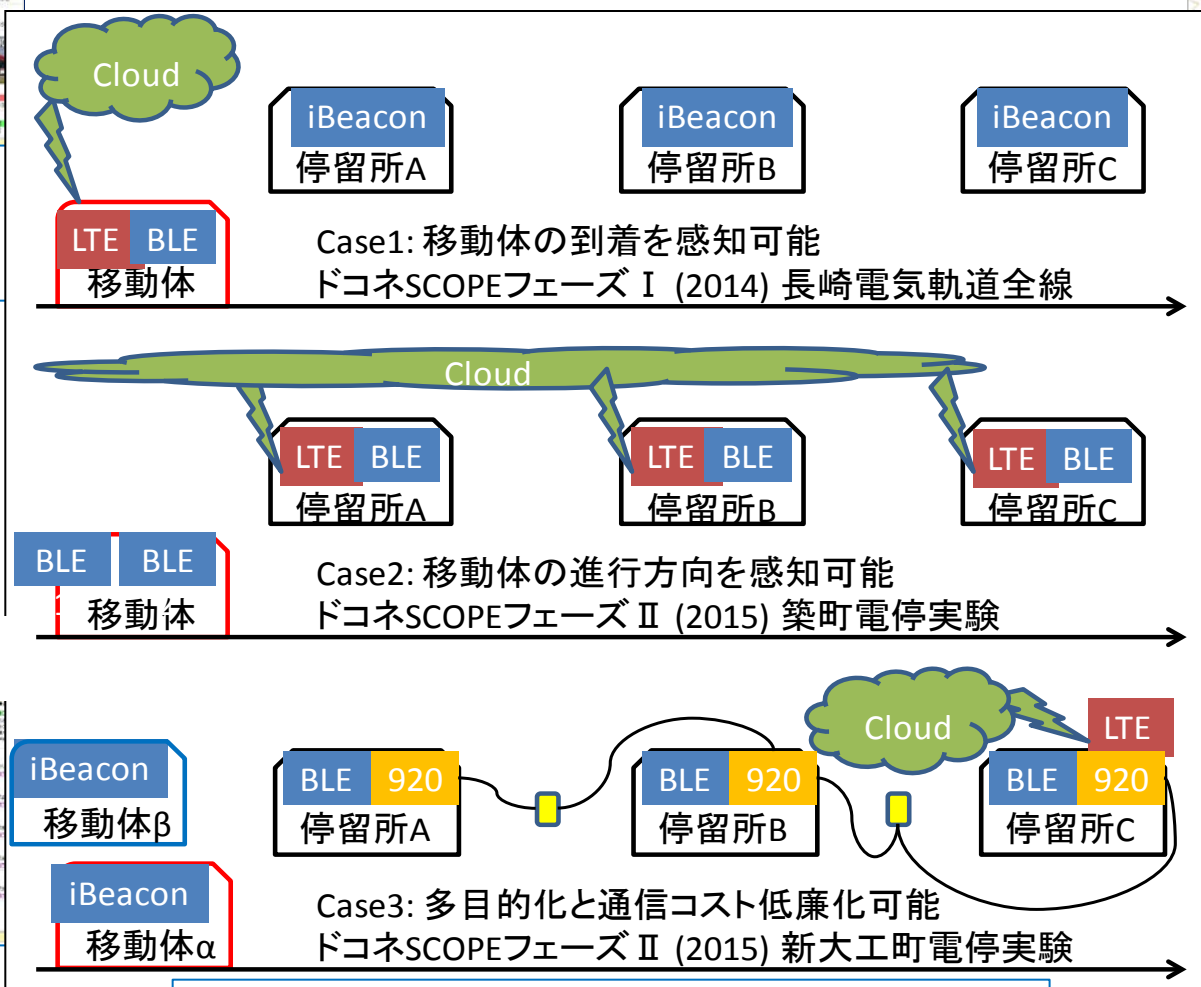 Cloud
iBeacon
iBeacon
iBeacon
停留所A
停留所B
停留所C
LTE BLE
移動体
Case1: 移動体の到着を感知可能
ドコネSCOPEフェーズⅠ (2014) 長崎電気軌道全線
Cloud
LTE BLE
LTE BLE
LTE BLE
停留所A
停留所B
停留所C
BLE BLE
移動体
Case2: 移動体の進行方向を感知可能
ドコネSCOPEフェーズⅡ (2015) 築町電停実験
Cloud
LTE
iBeacon
移動体β
BLE 920
BLE 920
BLE 920
停留所A
停留所B
停留所C
iBeacon
移動体α
Case3: 多目的化と通信コスト低廉化可能
ドコネSCOPEフェーズⅡ (2015) 新大工町電停実験